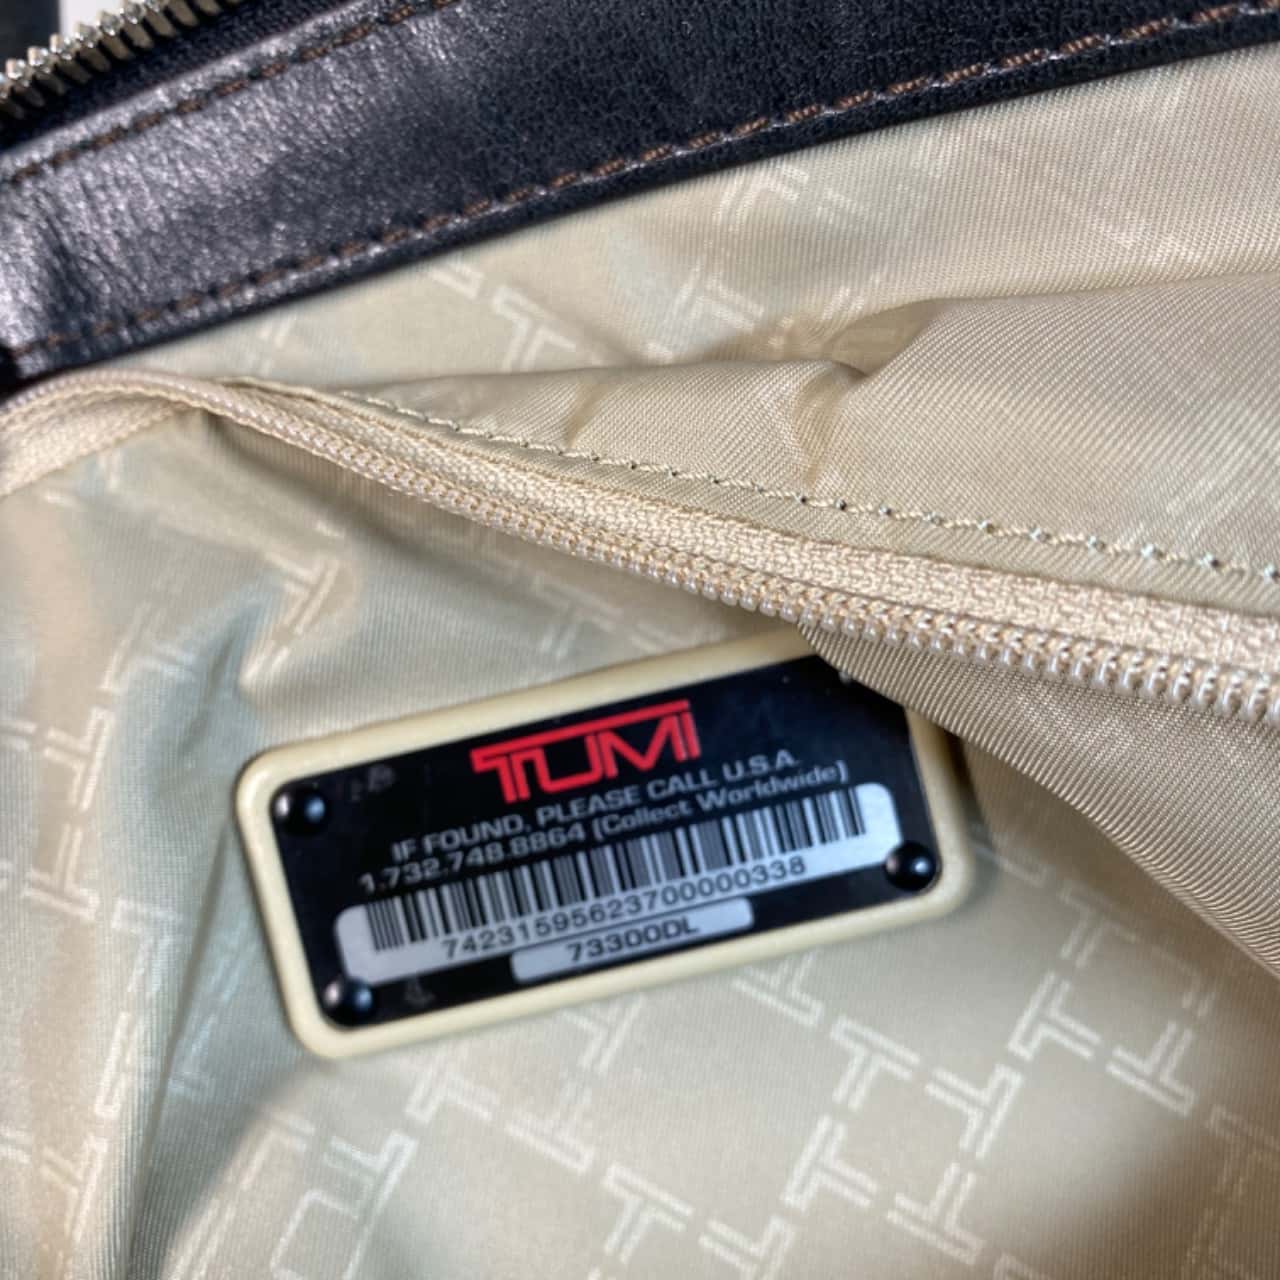 TUMI
IF FOUND, PLEASE CALL U.S.A.
1.732.748.8864 (Collect Worldwide)
74231595623700000338
73300DL